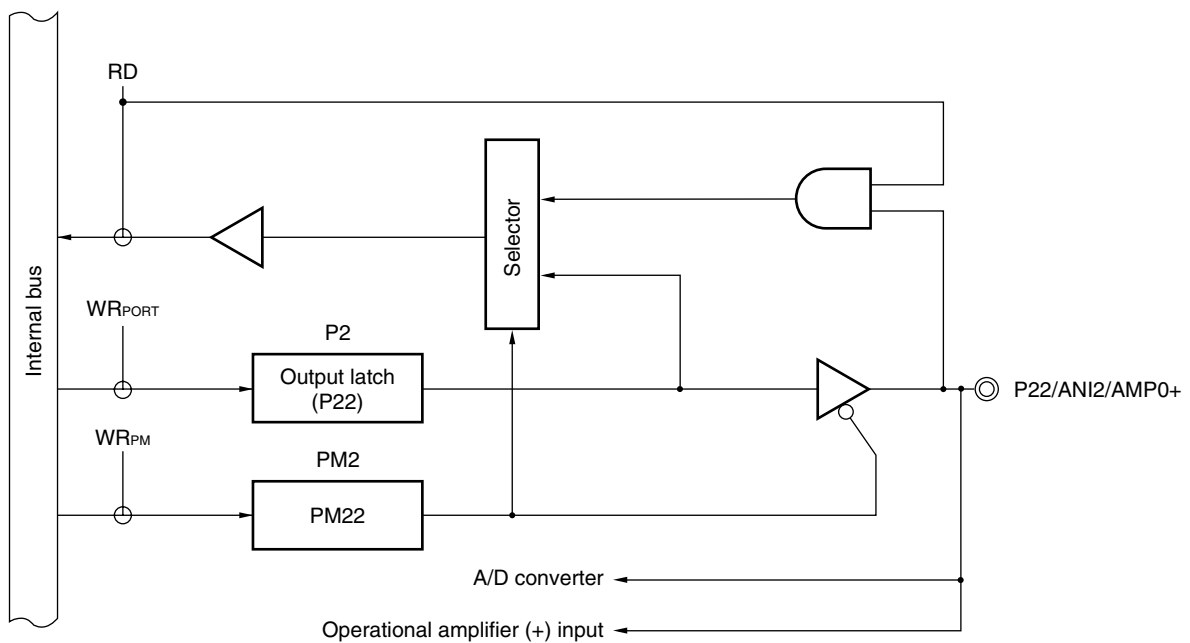 RD
Selector
Internal bus
WRPORT
P2
Output latch
(P22)
P22/ANI2/AMP0+
WRPM
PM2
PM22
A/D converter
Operational amplifier (+) input